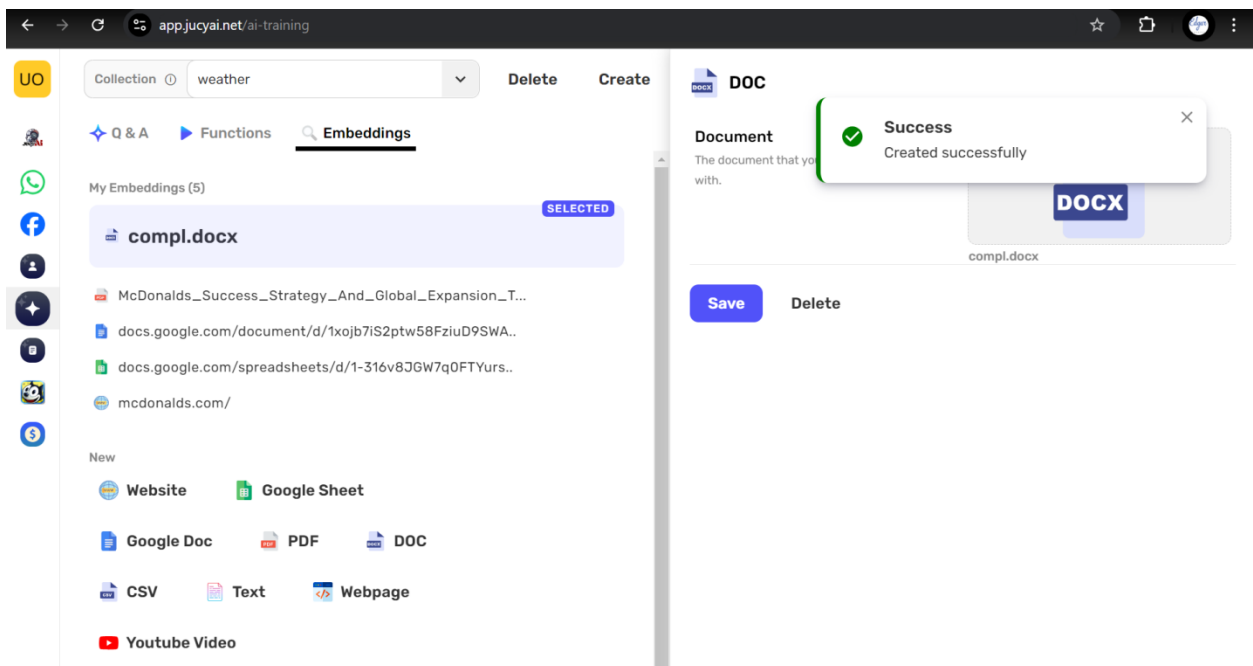 app.jucyai.net/ai-training
UO
Collection
weather
Delete
Create
Q & A
Functions
Embeddings
My Embeddings (5)
SELECTED
compl.docx
McDonalds_Success_Strategy_And_Global_Expansion_T...
docs.google.com/document/d/1xojb7iS2ptw58FziuD9SWA..
docs.google.com/spreadsheets/d/1-316v8JGW7q0FTYurs..
mcdonalds.com/
New
Website
Google Sheet
Google Doc
PDF
DOC
CSV
Text
Webpage
Youtube Video
DOCX
DOC
Document
The document that yo
with.
Success
Created successfully
DOCX
compl.docx
Save
Delete